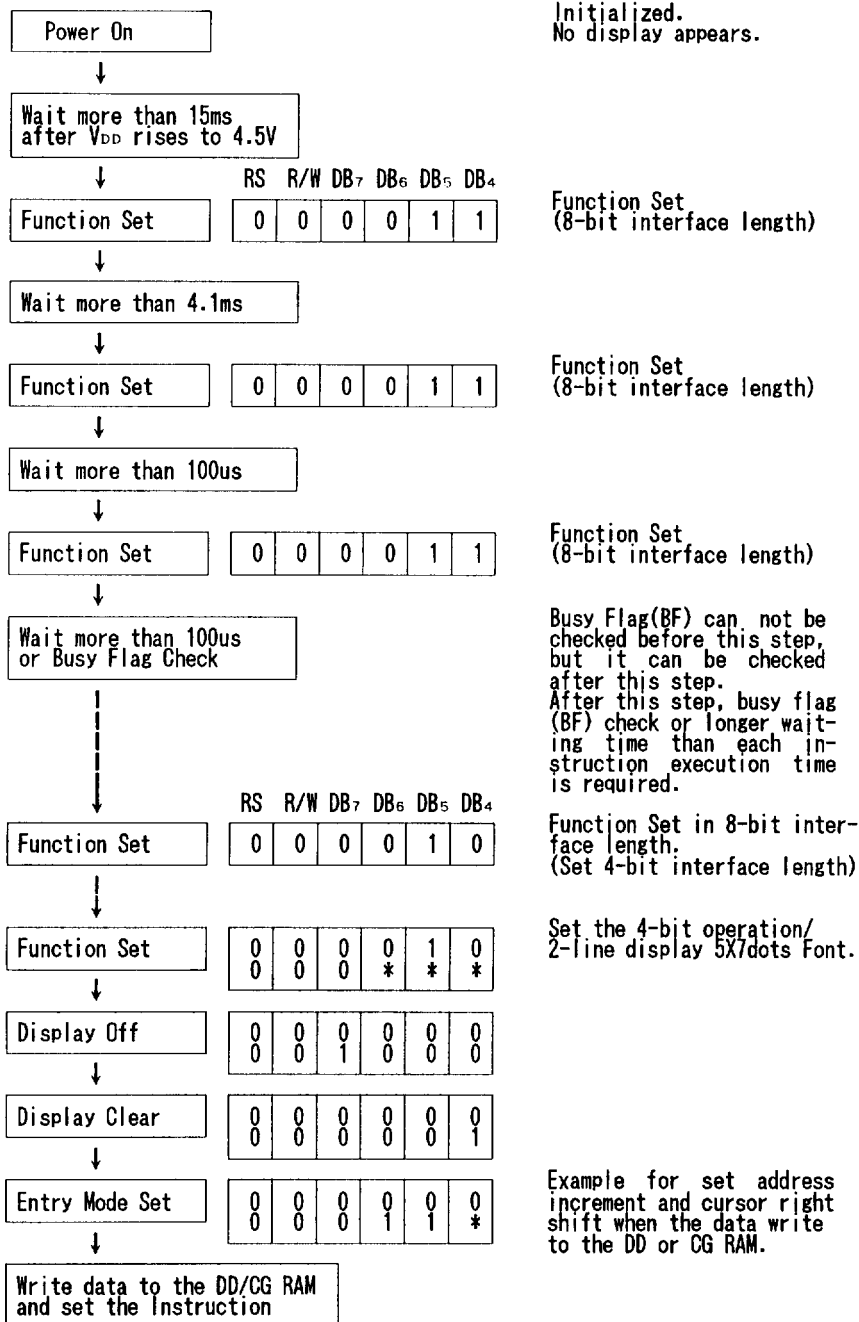 Power On
Initialized.
No display appears.
Wait more than 15ms
after VDD rises to 4.5V
RS R/W DB7 DB6 DB5 DB4
Function Set 0 0 0 0 1 1
Function Set
(8-bit interface length)
Wait more than 4.1ms
Function Set 0 0 0 0 1 1
Function Set
(8-bit interface length)
Wait more than 100us
Function Set 0 0 0 0 1 1
Function Set
(8-bit interface length)
Wait more than 100us
or Busy Flag Check
Busy Flag(BF) can not be
checked before this step,
but it can be checked
after this step.
After this step, busy flag
(BF) check or longer wait-
ing time than each in-
struction execution time
is required.
RS R/W DB7 DB6 DB5 DB4
Function Set 0 0 0 0 1 0
Function Set in 8-bit inter-
face length.
(Set 4-bit interface length)
Function Set
0 0 0 0 1 0
0 0 0 * * *
Set the 4-bit operation/
2-line display 5X7dots Font.
Display Off
0 0 0 0 0 0
0 0 1 0 0 0
Display Clear
0 0 0 0 0 0
0 0 0 0 0 1
Entry Mode Set
0 0 0 0 0 0
0 0 0 1 1 *
Example for set address
increment and cursor right
shift when the data write
to the DD or CG RAM.
Write data to the DD/CG RAM
and set the Instruction